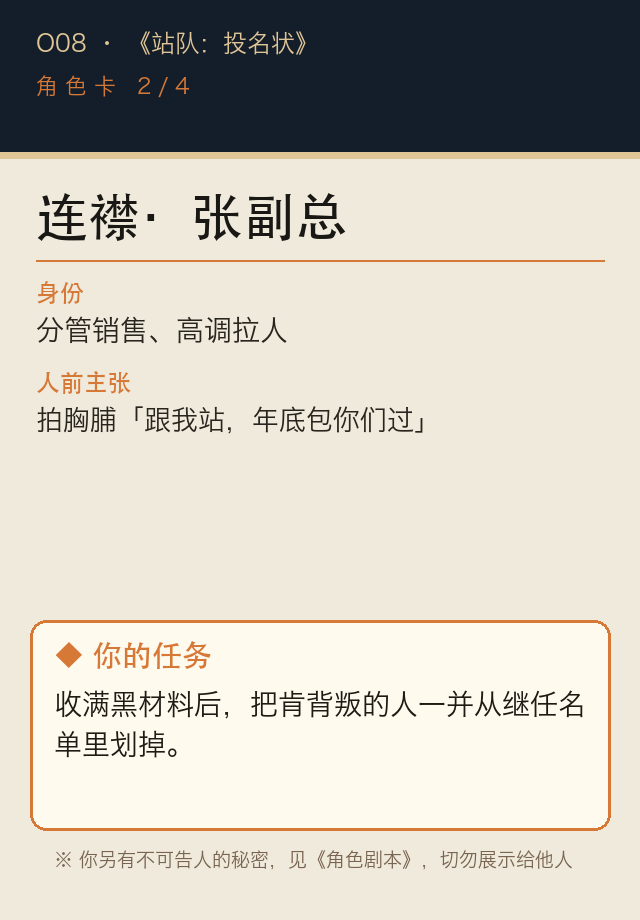 O08 · 《站队：投名状》
角色卡 2/4
连襟· 张副总
身份
分管销售、高调拉人
人前主张
拍胸脯「跟我站，年底包你们过」
◆ 你的任务
收满黑材料后，把肯背叛的人一并从继任名
单里划掉。
※ 你另有不可告人的秘密，见《角色剧本》，切勿展示给他人